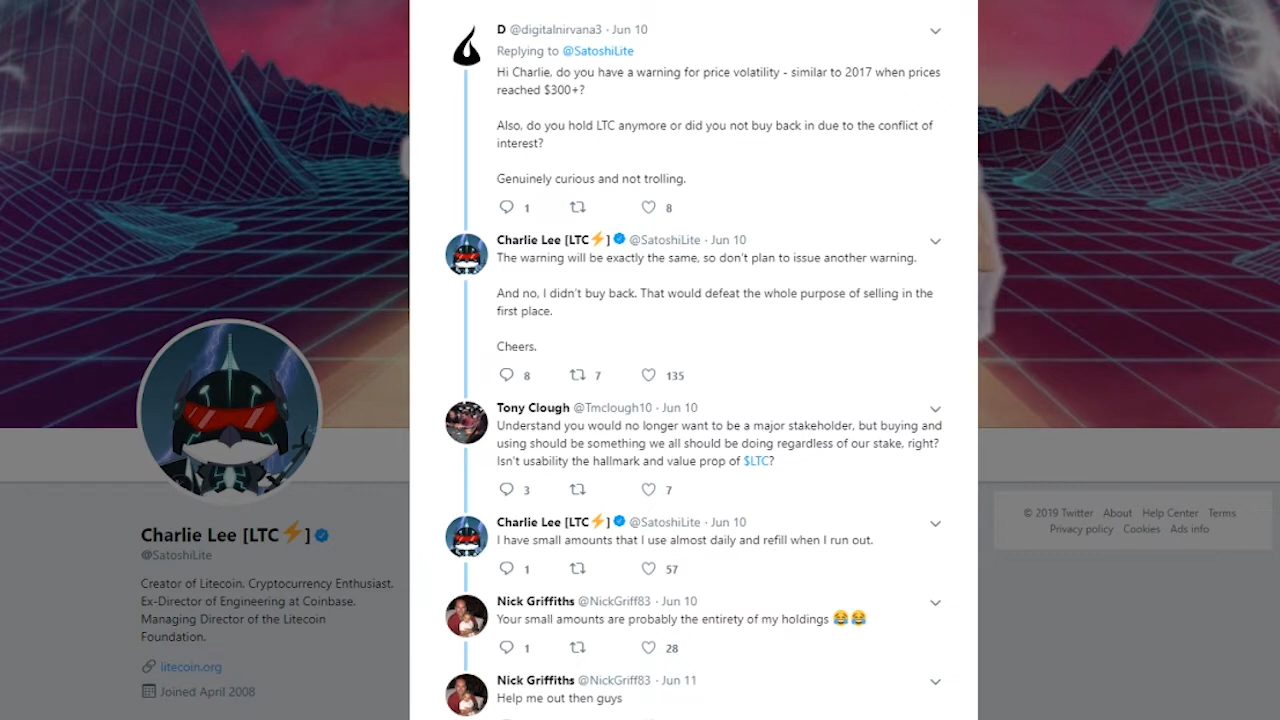 D @digitalnirvana3 · Jun 10
Replying to @SatoshiLite
Hi Charlie, do you have a warning for price volatility - similar to 2017 when prices
reached $300+?
Also, do you hold LTC anymore or did you not buy back in due to the conflict of
interest?
Genuinely curious and not trolling.
1 8
Charlie Lee [LTC⚡] @SatoshiLite · Jun 10
The warning will be exactly the same, so don't plan to issue another warning.
And no, I didn't buy back. That would defeat the whole purpose of selling in the
first place.
Cheers.
8 7 135
Tony Clough @Tmclough10 · Jun 10
Understand you would no longer want to be a major stakeholder, but buying and
using should be something we all should be doing regardless of our stake, right?
Isn't usability the hallmark and value prop of $LTC?
3 7
Charlie Lee [LTC⚡] @SatoshiLite · Jun 10
I have small amounts that I use almost daily and refill when I run out.
1 57
Nick Griffiths @NickGriff83 · Jun 10
Your small amounts are probably the entirety of my holdings 😂😂
1 28
Nick Griffiths @NickGriff83 · Jun 11
Help me out then guys
Charlie Lee [LTC⚡]
@SatoshiLite
Creator of Litecoin. Cryptocurrency Enthusiast.
Ex-Director of Engineering at Coinbase.
Managing Director of the Litecoin
Foundation.
litecoin.org
Joined April 2008
© 2019 Twitter About Help Center Terms
Privacy policy Cookies Ads info